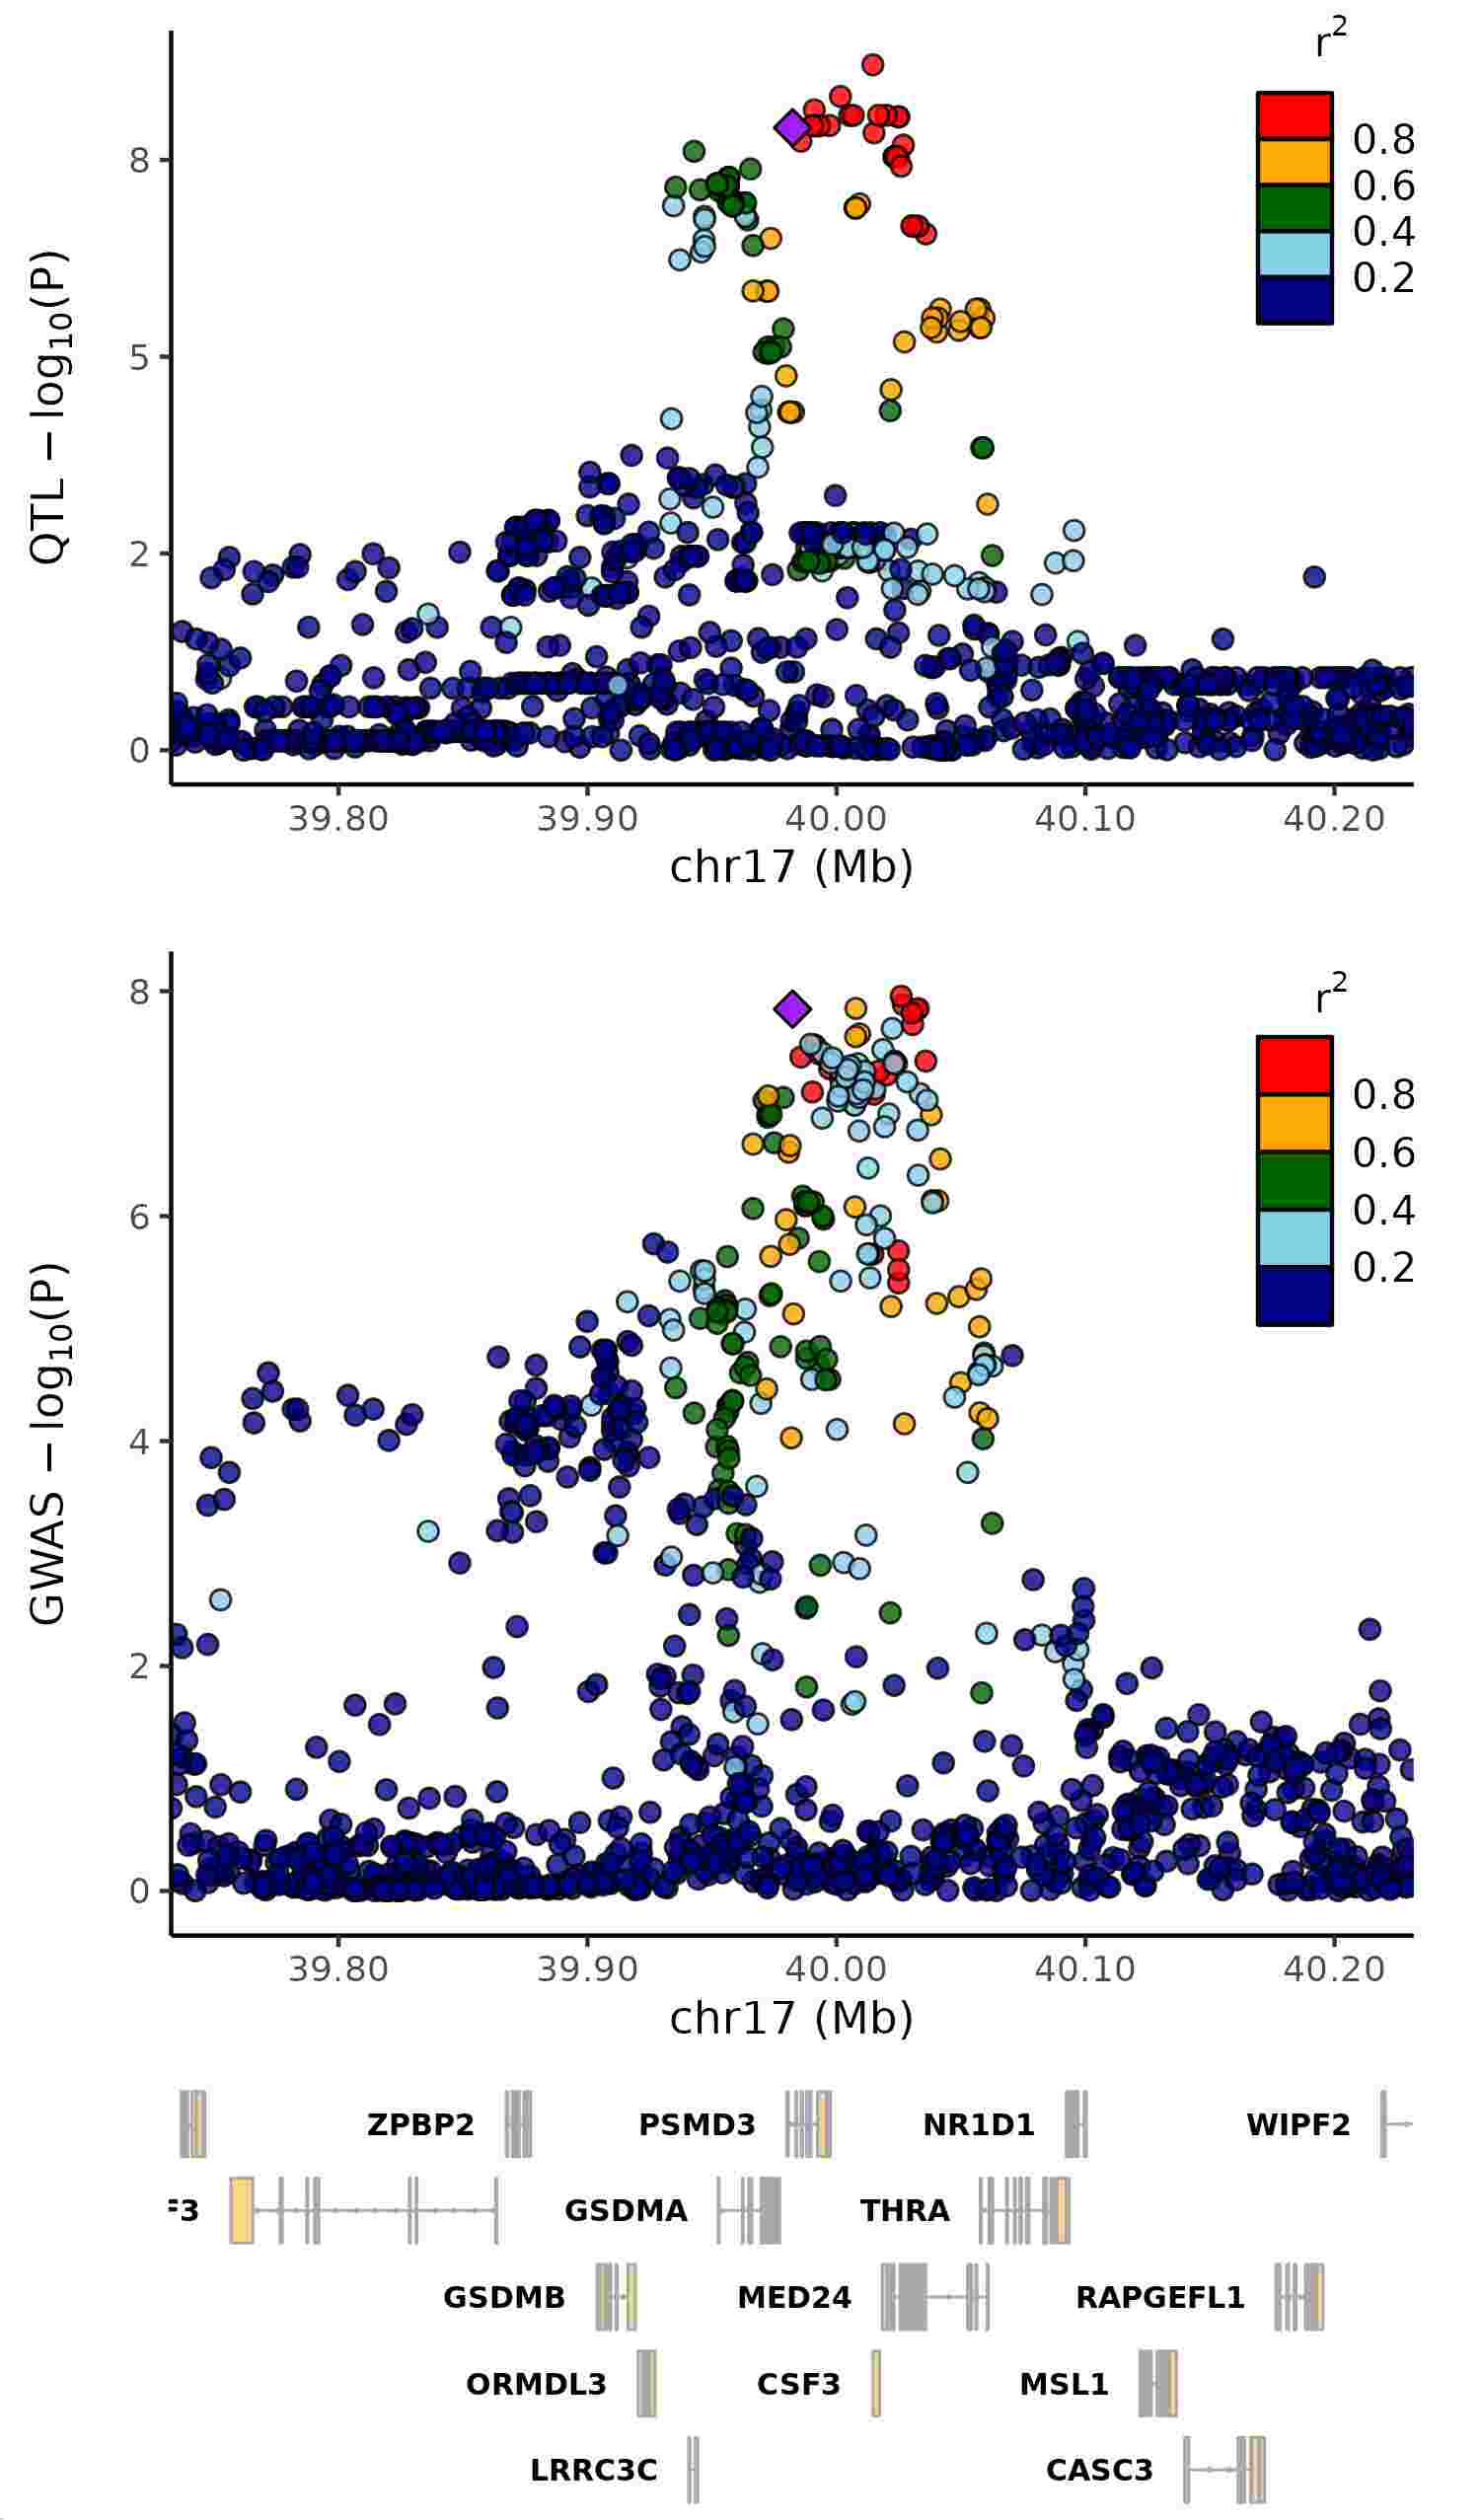 r2
0.8
0.6
0.4
0.2
QTL − log10(P)
8
5
2
0
39.80 39.90 40.00 40.10 40.20
chr17 (Mb)
r2
0.8
0.6
0.4
0.2
GWAS − log10(P)
8
6
4
2
0
39.80 39.90 40.00 40.10 40.20
chr17 (Mb)
ZPBP2 PSMD3 NR1D1 WIPF2
F3 GSDMA THRA
GSDMB MED24 RAPGEFL1
ORMDL3 CSF3 MSL1
LRRC3C CASC3